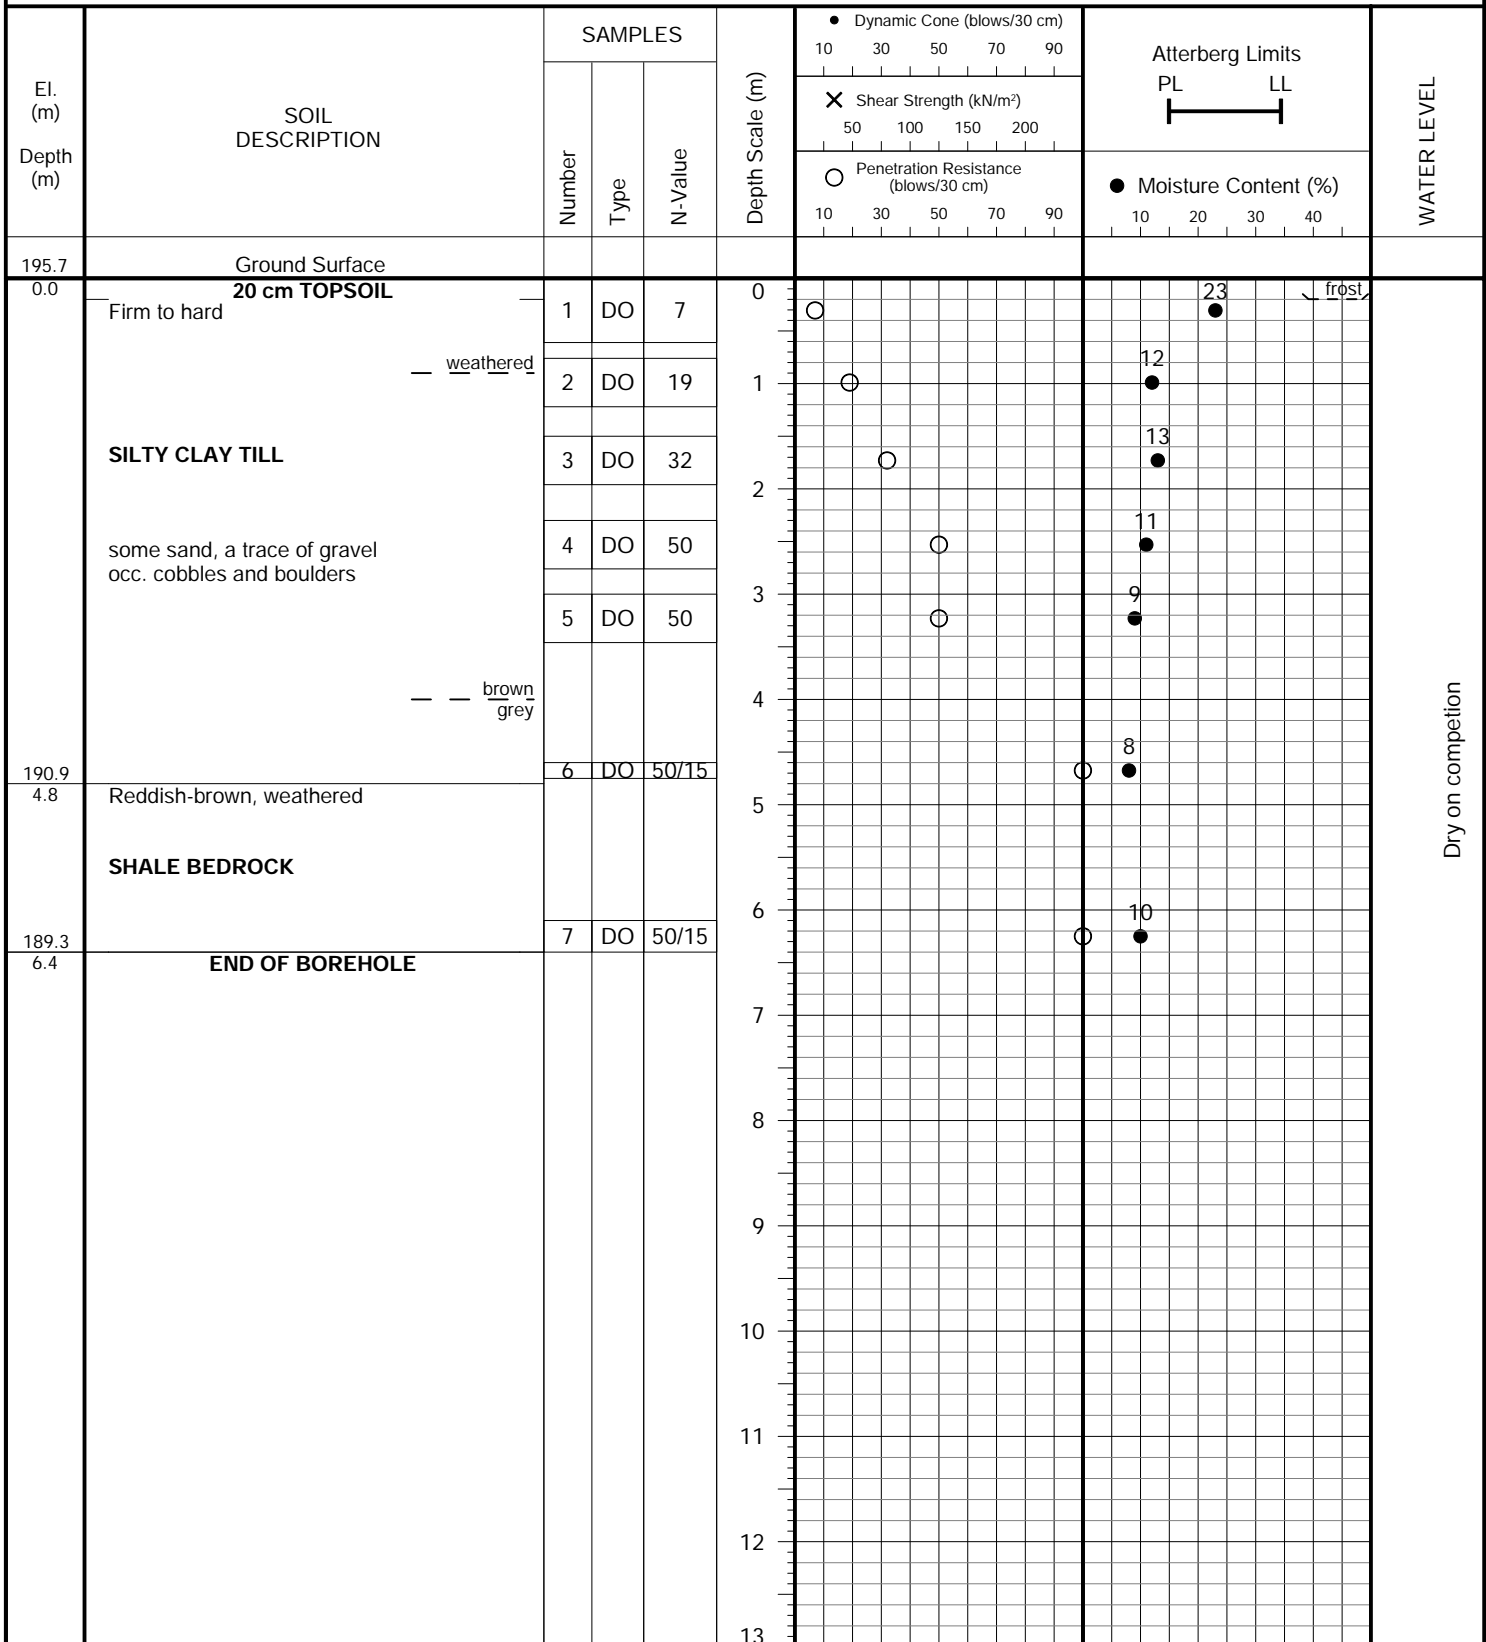 El.
(m)
Depth
(m)
SOIL
DESCRIPTION
SAMPLES
Number
Type
N-Value
Depth Scale (m)
Dynamic Cone (blows/30 cm)
10 30 50 70 90
Shear Strength (kN/m²)
50 100 150 200
Penetration Resistance
(blows/30 cm)
10 30 50 70 90
Atterberg Limits
PL LL
Moisture Content (%)
10 20 30 40
WATER LEVEL
195.7 Ground Surface
0.0 20 cm TOPSOIL 0 23 frost
Firm to hard 1 DO 7
weathered 12
2 DO 19 1
13
SILTY CLAY TILL 3 DO 32
2
11
some sand, a trace of gravel 4 DO 50
occ. cobbles and boulders
3 9
5 DO 50
brown 4
grey
8
190.9 6 DO 50/15
4.8 Reddish-brown, weathered 5
SHALE BEDROCK
6 10
189.3 7 DO 50/15
6.4 END OF BOREHOLE
7
8
9
10
11
12
13
Dry on competion